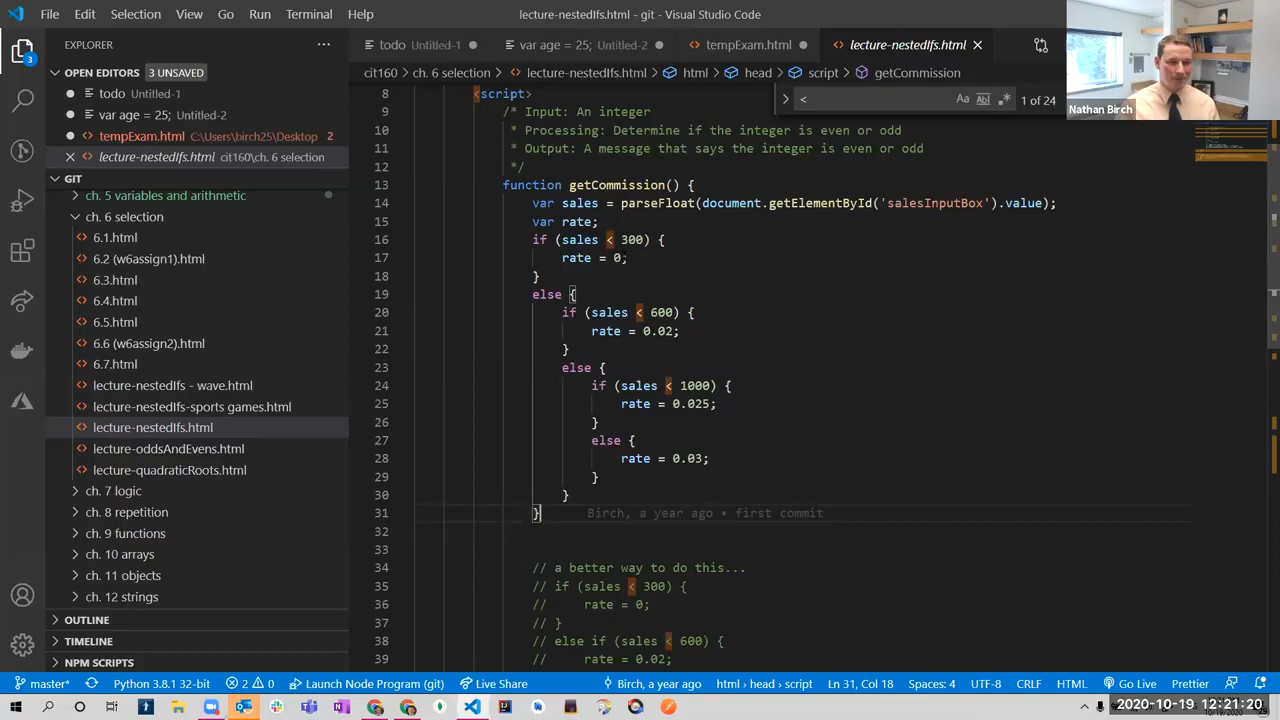 File Edit Selection View Go Run Terminal Help lecture-nestedIfs.html - git - Visual Studio Code
EXPLORER
OPEN EDITORS 3 UNSAVED
todo Untitled-1
var age = 25; Untitled-2
tempExam.html C:\Users\birch25\Desktop 2
lecture-nestedIfs.html cit160\ch. 6 selection
GIT
ch. 5 variables and arithmetic
ch. 6 selection
6.1.html
6.2 (w6assign1).html
6.3.html
6.4.html
6.5.html
6.6 (w6assign2).html
6.7.html
lecture-nestedIfs - wave.html
lecture-nestedIfs-sports games.html
lecture-nestedIfs.html
lecture-oddsAndEvens.html
lecture-quadraticRoots.html
ch. 7 logic
ch. 8 repetition
ch. 9 functions
ch. 10 arrays
ch. 11 objects
ch. 12 strings
OUTLINE
TIMELINE
NPM SCRIPTS
3
todo Untitled-1 var age = 25; Untitled-2 tempExam.html lecture-nestedIfs.html
cit160 > ch. 6 selection > lecture-nestedIfs.html > html > head > script > getCommission
< Aa Abl .* 1 of 24
Nathan Birch
8 <script>
9 /* Input: An integer
10 * Processing: Determine if the integer is even or odd
11 * Output: A message that says the integer is even or odd
12 /
13 function getCommission() {
14 var sales = parseFloat(document.getElementById('salesInputBox').value);
15 var rate;
16 if (sales < 300) {
17 rate = 0;
18 }
19 else {
20 if (sales < 600) {
21 rate = 0.02;
22 }
23 else {
24 if (sales < 1000) {
25 rate = 0.025;
26 }
27 else {
28 rate = 0.03;
29 }
30 }
31 } Birch, a year ago • first commit
32
33
34 // a better way to do this...
35 // if (sales < 300) {
36 // rate = 0;
37 // }
38 // else if (sales < 600) {
39 // rate = 0.02;
master* Python 3.8.1 32-bit 2 0 Launch Node Program (git) Live Share Birch, a year ago html > head > script Ln 31, Col 18 Spaces: 4 UTF-8 CRLF HTML Go Live Prettier
2020-10-19 12:21:20